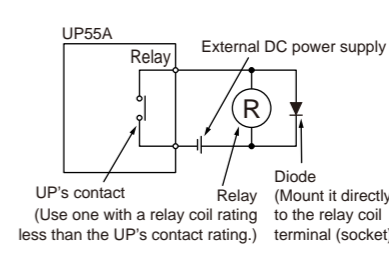 UP55A
Relay
External DC power supply
R
UP's contact
(Use one with a relay coil rating
less than the UP's contact rating.)
Relay
Diode
(Mount it directly
to the relay coil
terminal (socket)